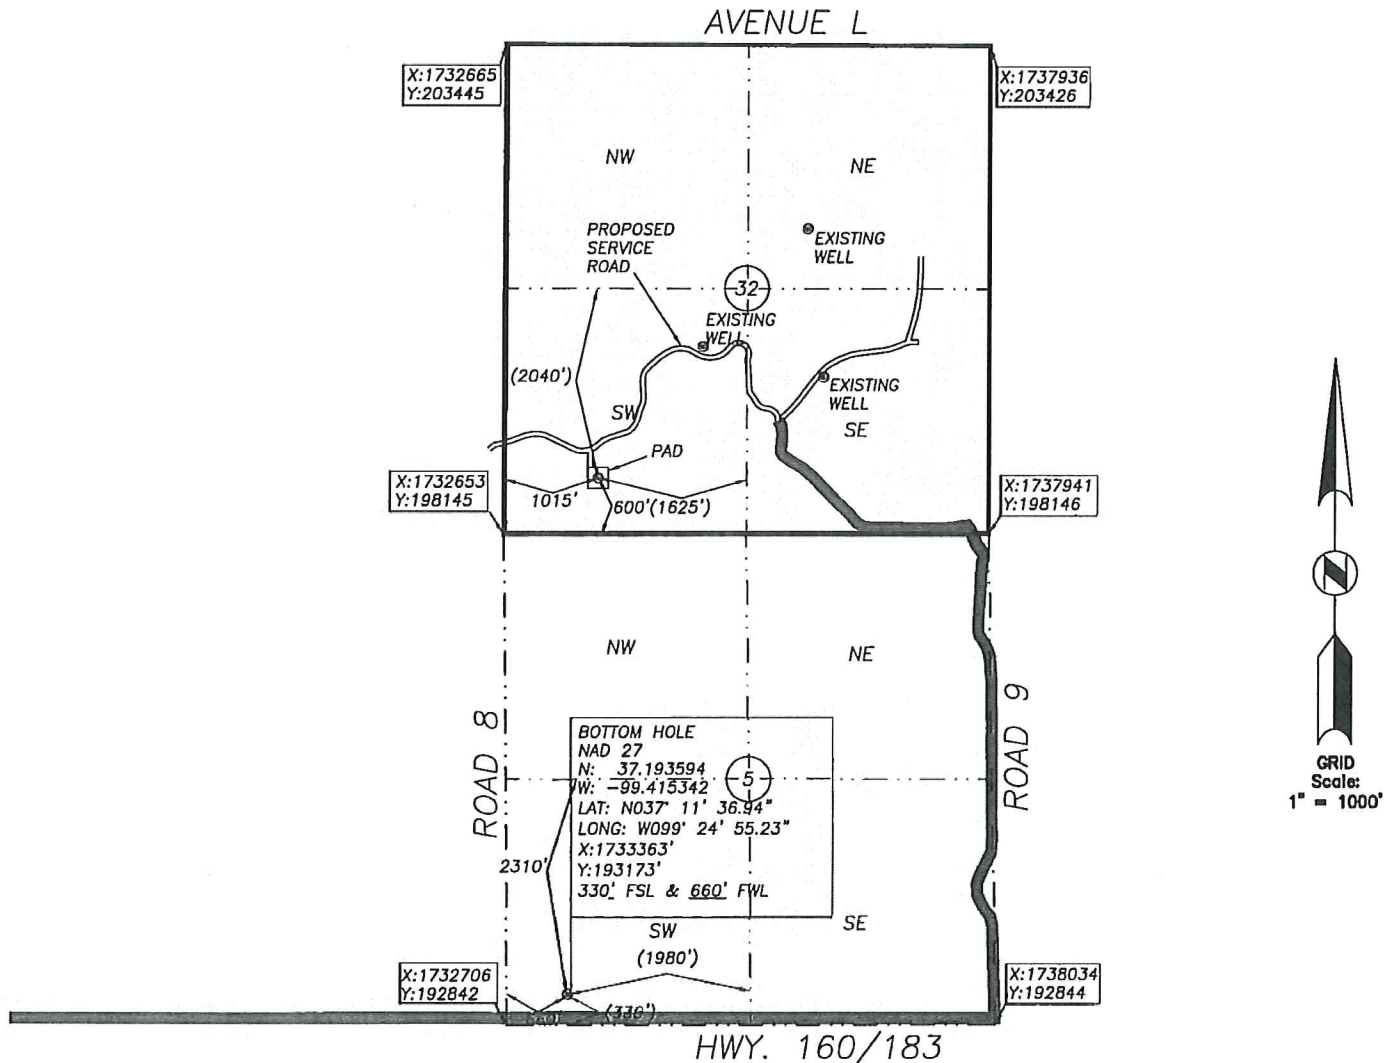 AVENUE L
X:1732665
Y:203445
X:1737936
Y:203426
NW
NE
PROPOSED
SERVICE
ROAD
EXISTING
WELL
32
EXISTING
WELL
(2040')
EXISTING
WELL
SW
SE
PAD
X:1732653
Y:198145
1015'
600'(1625')
X:1737941
Y:198146
NW
NE
ROAD 8
ROAD 9
BOTTOM HOLE
NAD 27
N: 37.193594
W: -99.415342
LAT: N037° 11' 36.94"
LONG: W099° 24' 55.23"
X:1733363'
Y:193173'
330' FSL & 660' FWL
5
2310'
SW
SE
(1980')
X:1732706
Y:192842
(330')
X:1738034
Y:192844
HWY. 160/183
N
GRID
Scale:
1" = 1000'